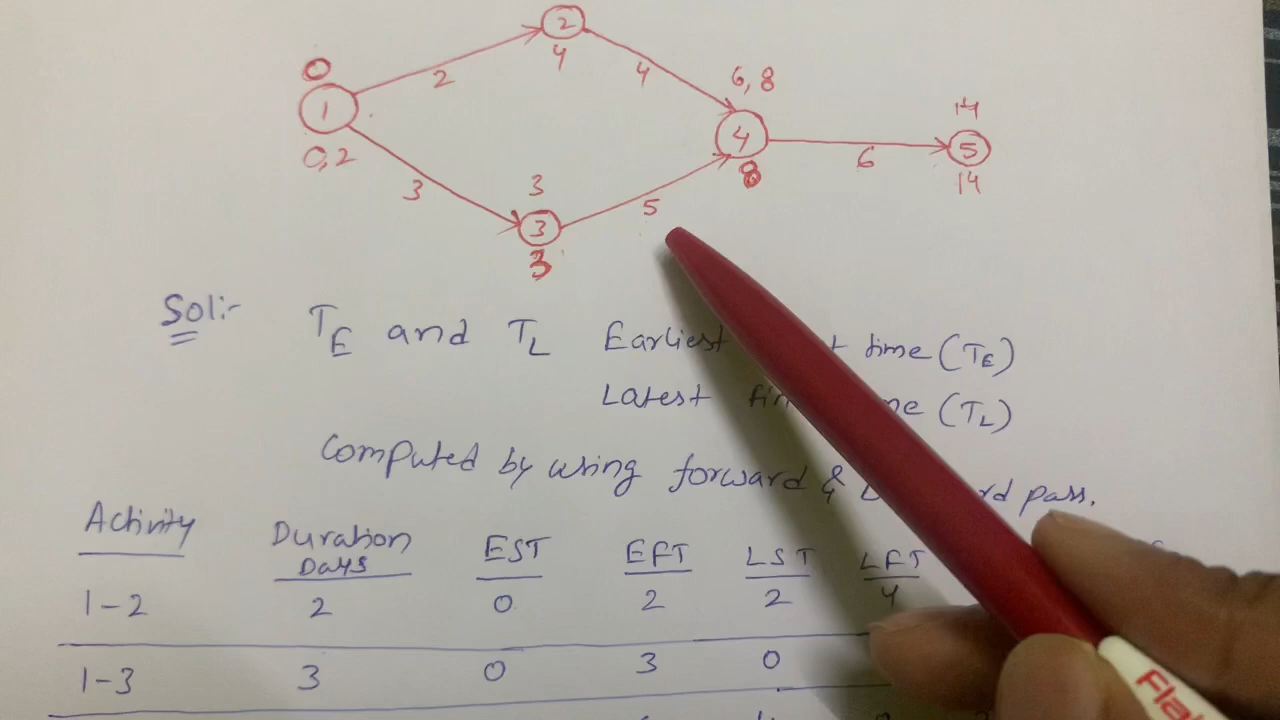 2
0
4
6, 8
14
2
4
1
4
5
0, 2
6
14
3
3
8
5
3
3
Sol:-
TE and TL Earliest time (TE)
Latest (TL)
Computed by using forward & pass.
Activity Duration Days EST EFT LST LFT
1-2 2 0 2 2 4
1-3 3 0 3 0